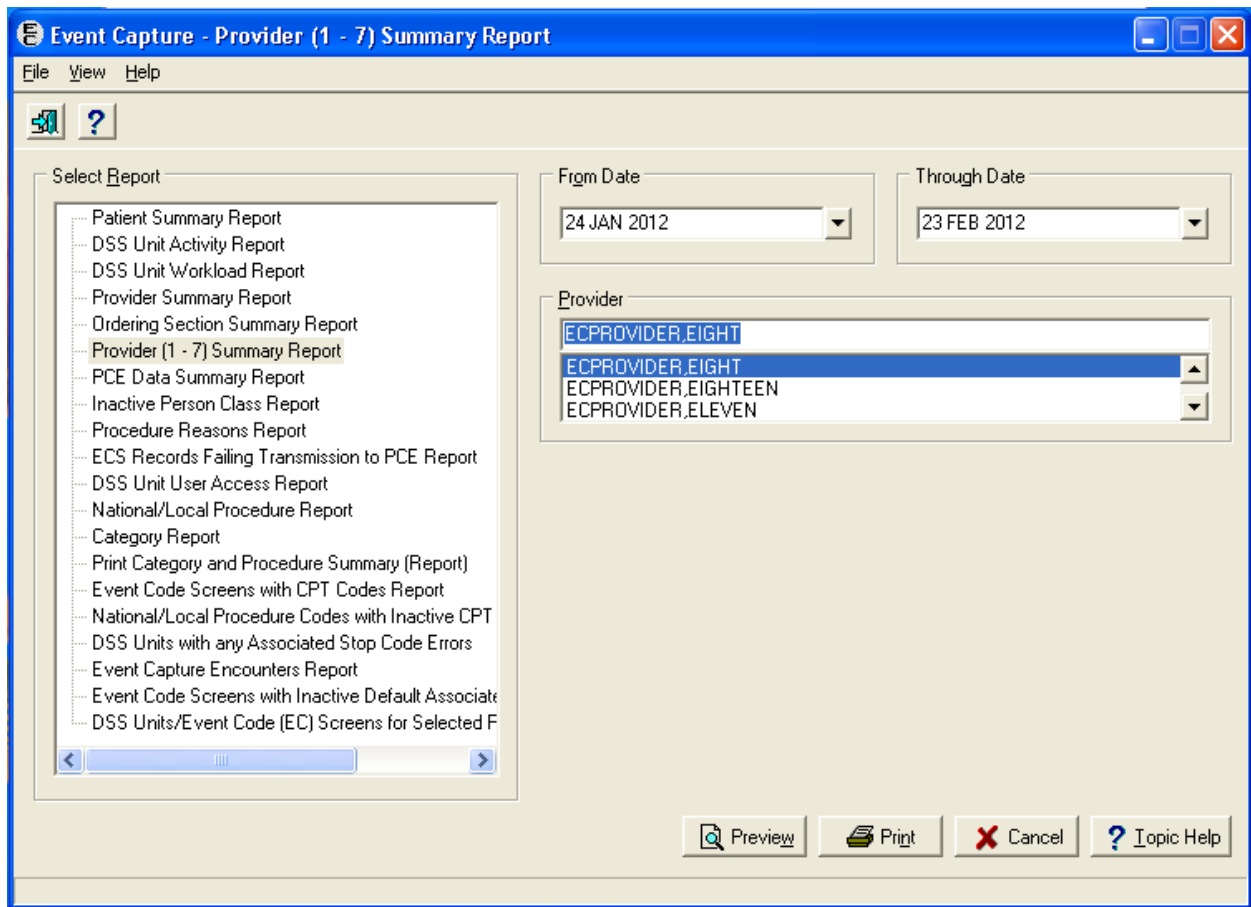 Event Capture - Provider (1 - 7) Summary Report
File View Help
?
Select Report
Patient Summary Report
DSS Unit Activity Report
DSS Unit Workload Report
Provider Summary Report
Ordering Section Summary Report
Provider (1 - 7) Summary Report
PCE Data Summary Report
Inactive Person Class Report
Procedure Reasons Report
ECS Records Failing Transmission to PCE Report
DSS Unit User Access Report
National/Local Procedure Report
Category Report
Print Category and Procedure Summary (Report)
Event Code Screens with CPT Codes Report
National/Local Procedure Codes with Inactive CPT
DSS Units with any Associated Stop Code Errors
Event Capture Encounters Report
Event Code Screens with Inactive Default Associate
DSS Units/Event Code (EC) Screens for Selected F
From Date
24 JAN 2012
Through Date
23 FEB 2012
Provider
ECPROVIDER,EIGHT
ECPROVIDER,EIGHT
ECPROVIDER,EIGHTEEN
ECPROVIDER,ELEVEN
Preview Print Cancel ? Topic Help